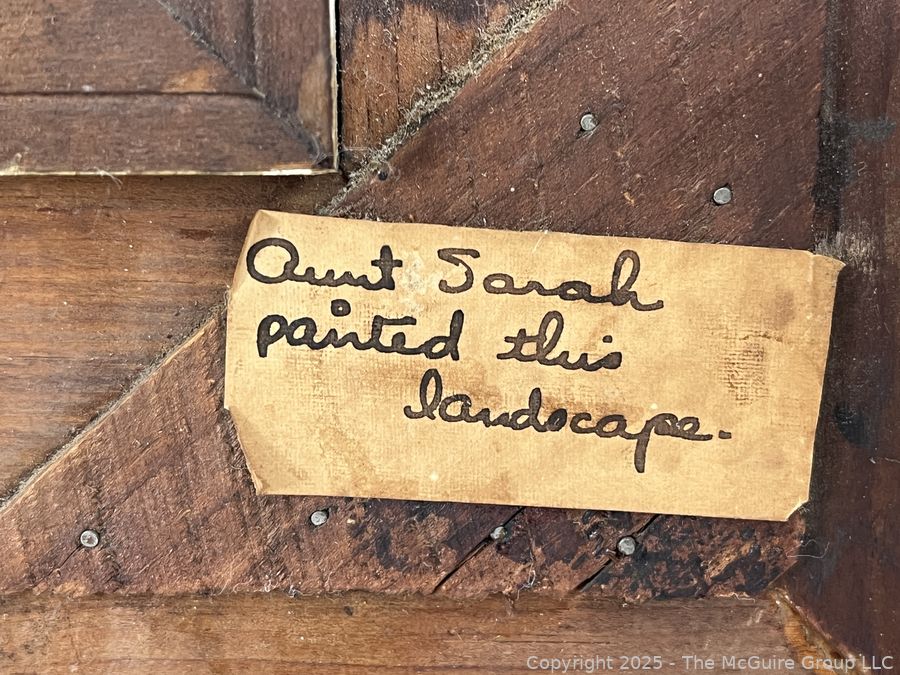 Aunt Sarah
painted this
landscape.
Copyright 2025 - The McGuire Group LLC